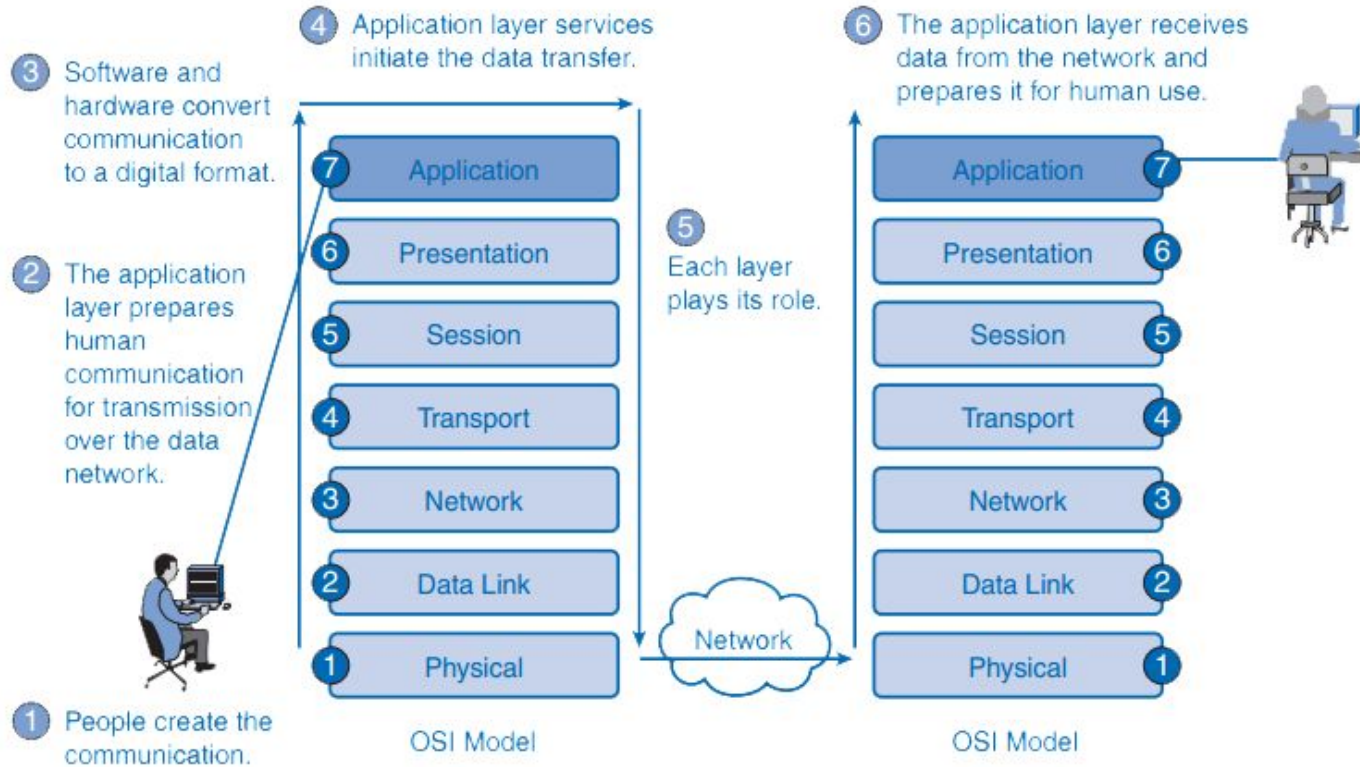 4 Application layer services
initiate the data transfer.
6 The application layer receives
data from the network and
prepares it for human use.
3 Software and
hardware convert
communication
to a digital format.
2 The application
layer prepares
human
communication
for transmission
over the data
network.
1 People create the
communication.
7 Application
6 Presentation
5 Session
4 Transport
3 Network
2 Data Link
1 Physical
OSI Model
5
Each layer
plays its role.
Network
Application 7
Presentation 6
Session 5
Transport 4
Network 3
Data Link 2
Physical 1
OSI Model